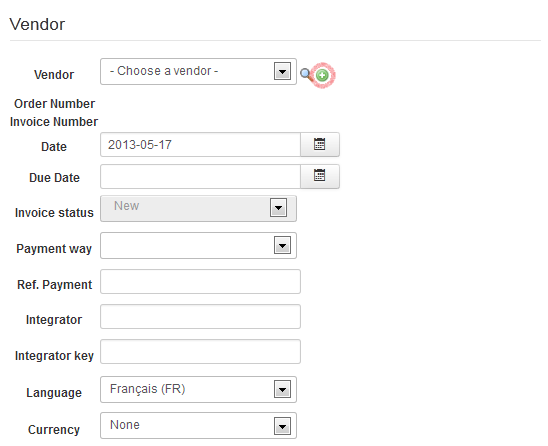 Vendor
Vendor - Choose a vendor -
Order Number
Invoice Number
Date 2013-05-17
Due Date
Invoice status New
Payment way
Ref. Payment
Integrator
Integrator key
Language Français (FR)
Currency None